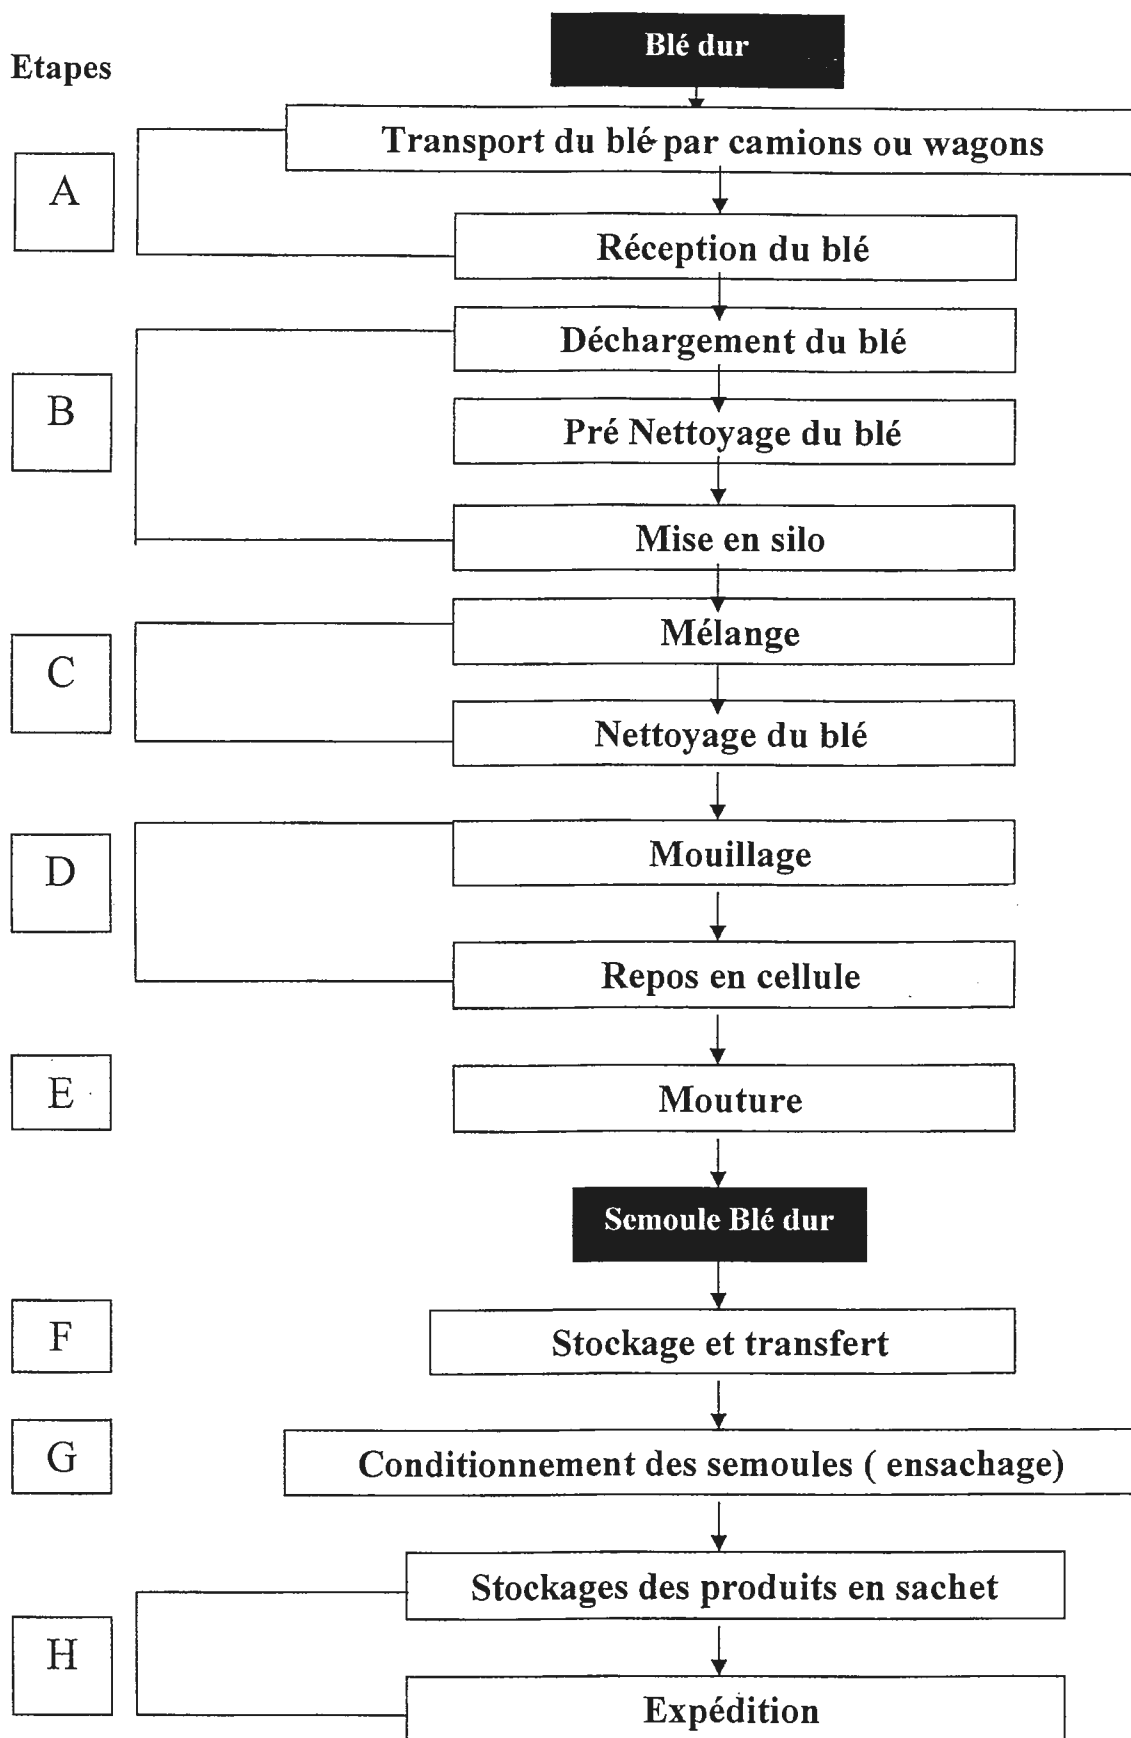 Blé dur
Etapes
Transport du blé par camions ou wagons
A
Réception du blé
Déchargement du blé
B
Pré Nettoyage du blé
Mise en silo
Mélange
C
Nettoyage du blé
Mouillage
D
Repos en cellule
E
Mouture
Semoule Blé dur
F
Stockage et transfert
G
Conditionnement des semoules ( ensachage)
Stockages des produits en sachet
H
Expédition